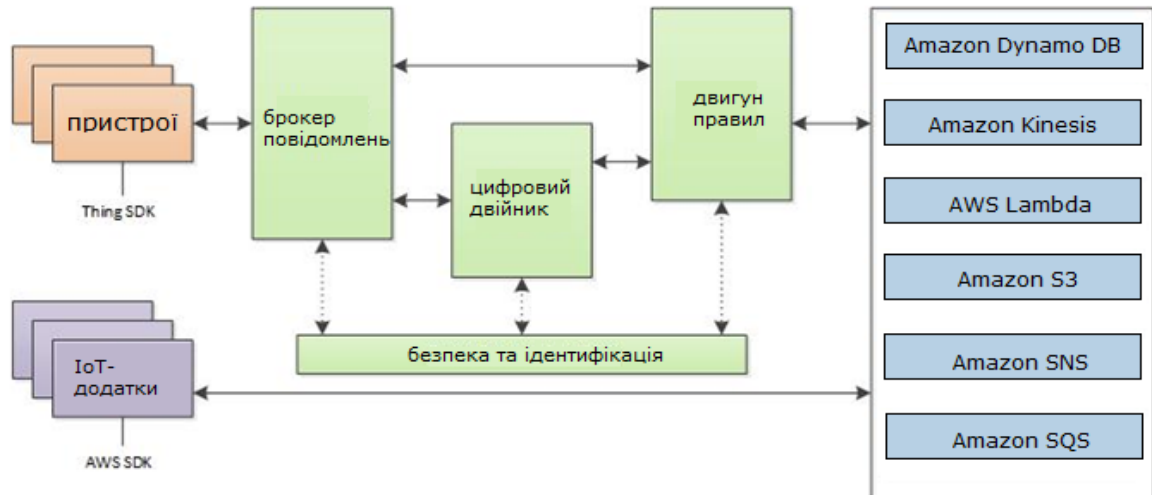 пристрої
Thing SDK
брокер
повідомлень
цифровий
двійник
двигун
правил
безпека та ідентифікація
IoT-
додатки
AWS SDK
Amazon Dynamo DB
Amazon Kinesis
AWS Lambda
Amazon S3
Amazon SNS
Amazon SQS